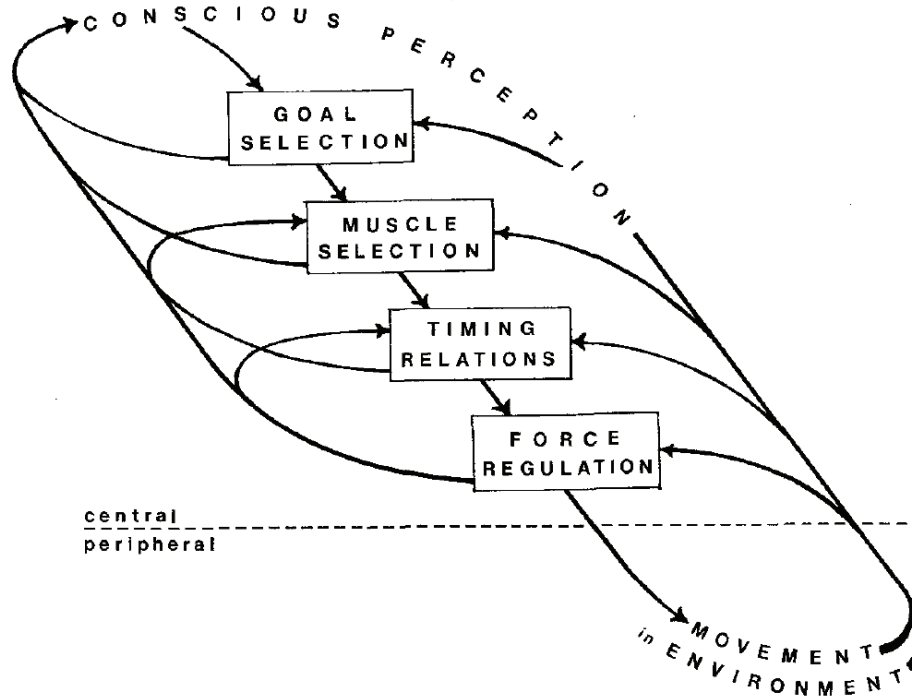 CONSCIOUS PERCEPTION
GOAL
SELECTION
MUSCLE
SELECTION
TIMING
RELATIONS
FORCE
REGULATION
central
peripheral
MOVEMENT
in ENVIRONMENT